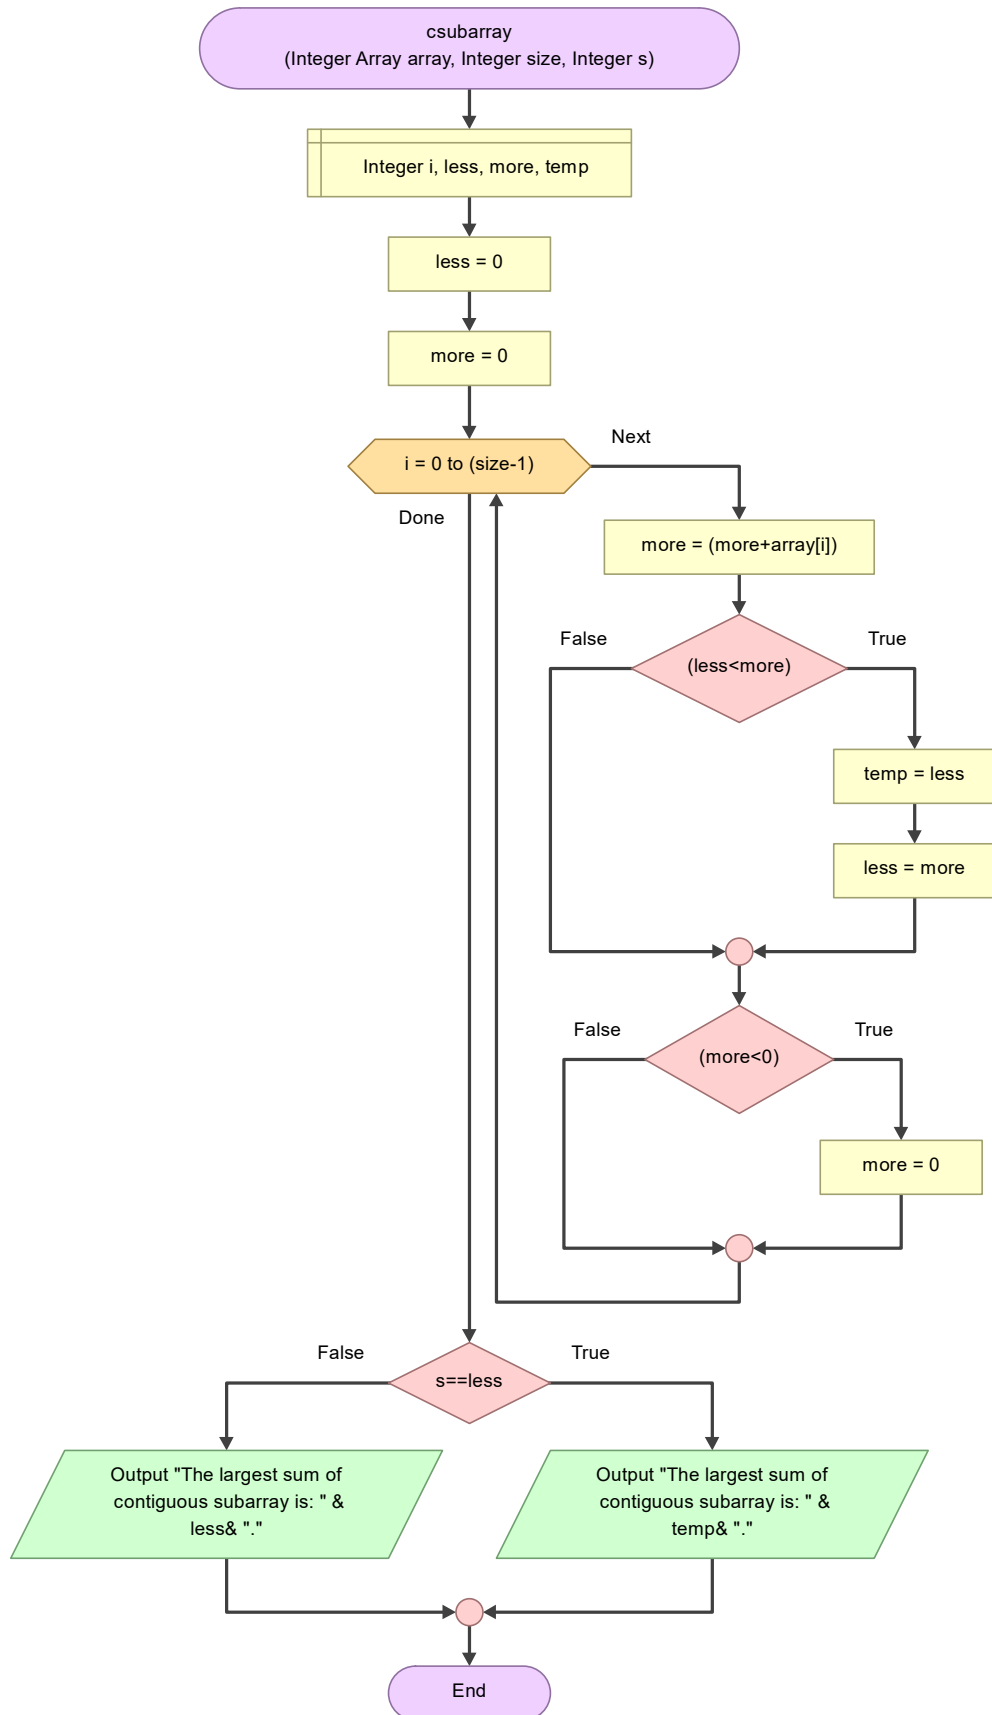 csubarray
(Integer Array array, Integer size, Integer s)
Integer i, less, more, temp
less = 0
more = 0
i = 0 to (size-1)
Next
Done
more = (more+array[i])
False
True
(less<more)
temp = less
less = more
False
True
(more<0)
more = 0
False
True
s==less
Output "The largest sum of
contiguous subarray is: " &
less& "."
Output "The largest sum of
contiguous subarray is: " &
temp& "."
End